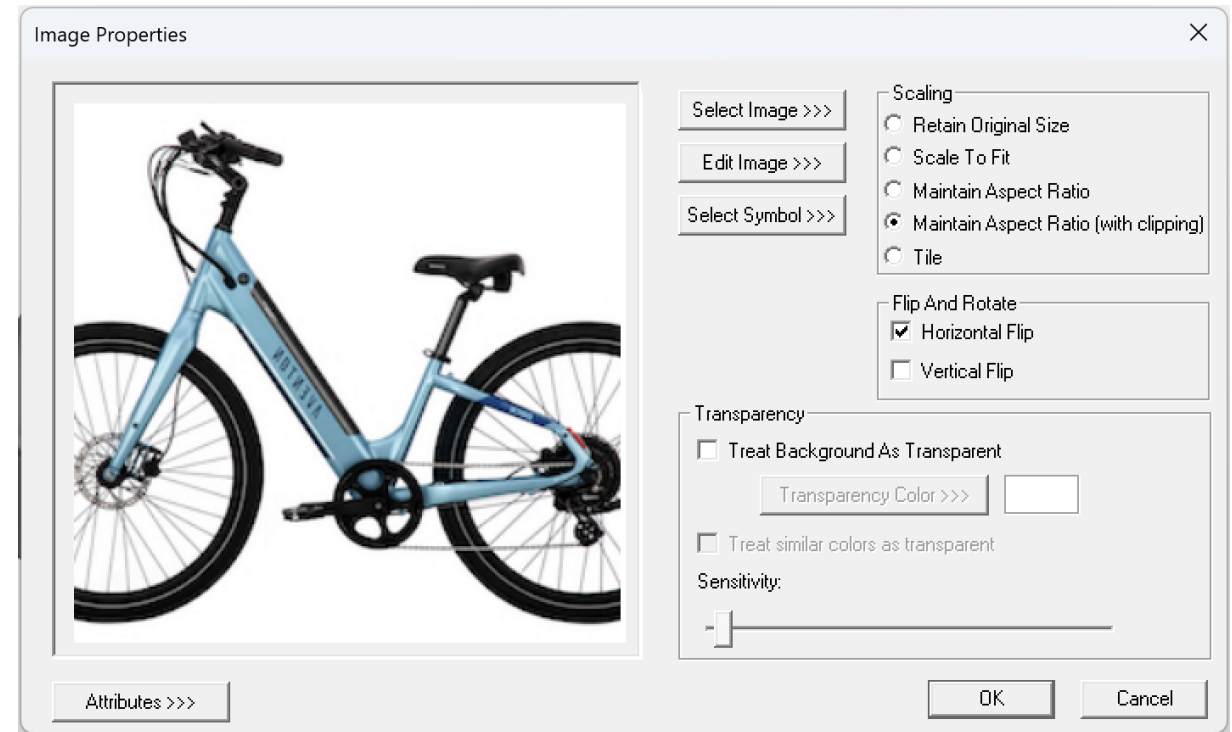 Image Properties
Select Image >>>
Edit Image >>>
Select Symbol >>>
Scaling
Retain Original Size
Scale To Fit
Maintain Aspect Ratio
Maintain Aspect Ratio (with clipping)
Tile
Flip And Rotate
Horizontal Flip
Vertical Flip
AVENTON
Transparency
Treat Background As Transparent
Transparency Color >>>
Treat similar colors as transparent
Sensitivity:
Attributes >>>
OK
Cancel